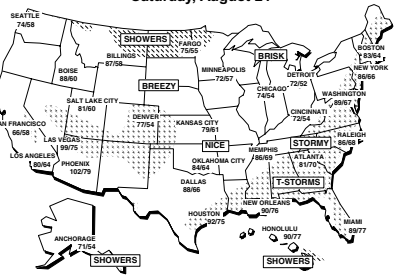 SEATTLE
74/58
SHOWERS
FARGO
75/55
BILLINGS
87/58
BOISE
88/60
BREEZY
MINNEAPOLIS
72/57
BRISK
BOSTON
83/64
NEW YORK
86/66
DETROIT
72/52
CHICAGO
74/54
WASHINGTON
89/67
SALT LAKE CITY
81/60
DENVER
77/54
KANSAS CITY
79/61
CINCINNATI
72/54
AN FRANCISCO
66/58
LAS VEGAS
99/75
NICE
MEMPHIS
86/69
STORMY
RALEIGH
86/68
LOS ANGELES
80/64
PHOENIX
102/79
OKLAHOMA CITY
84/64
ATLANTA
81/70
DALLAS
88/66
T-STORMS
HOUSTON
92/75
NEW ORLEANS
90/76
MIAMI
89/77
ANCHORAGE
71/54
SHOWERS
HONOLULU
90/77
SHOWERS